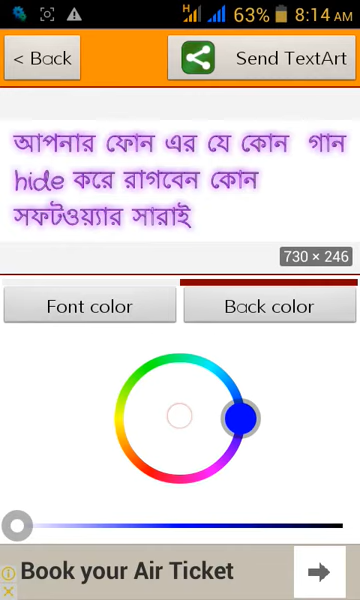 63% 8:14 AM
< Back
Send TextArt
আপনার ফোন এর যে কোন গান
hide করে রাগবেন কোন
সফটওয়্যার সারাই
730 × 246
Font color
Back color
Book your Air Ticket